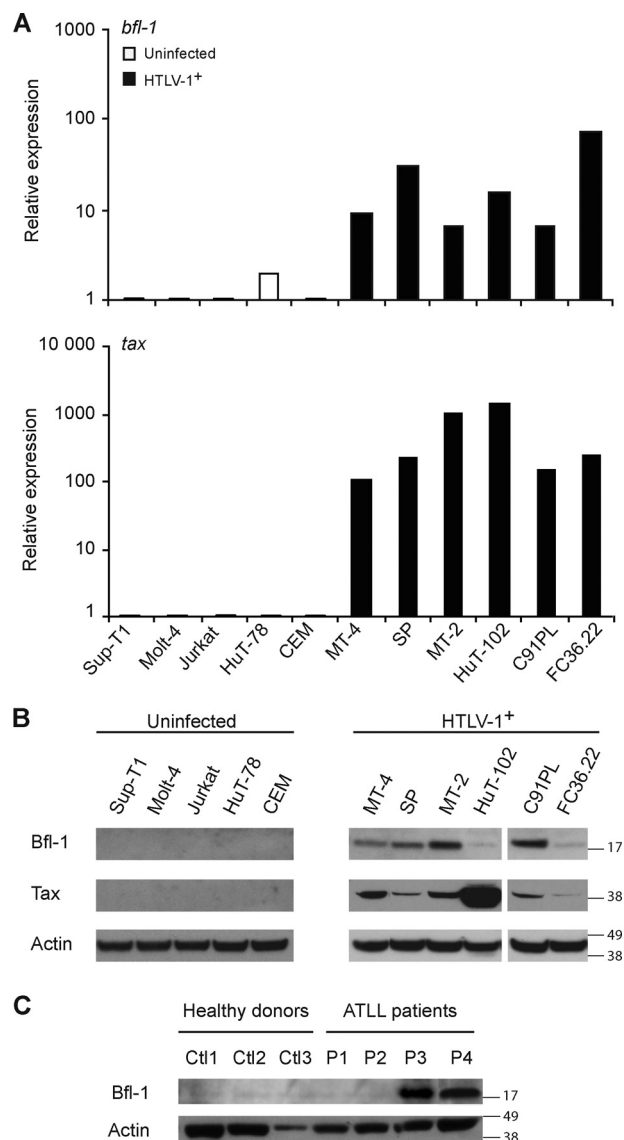 A
bfl-1
Uninfected
HTLV-1+
Relative expression
1000
100
10
1
tax
Relative expression
10 000
1000
100
10
1
Sup-T1 Molt-4 Jurkat HuT-78 CEM MT-4 SP MT-2 HuT-102 C91PL FC36.22
B
Uninfected HTLV-1+
Sup-T1 Molt-4 Jurkat HuT-78 CEM MT-4 SP MT-2 HuT-102 C91PL FC36.22
Bfl-1 17
Tax 38
Actin 49
38
C
Healthy donors ATLL patients
Ctl1 Ctl2 Ctl3 P1 P2 P3 P4
Bfl-1 17
Actin 49
38